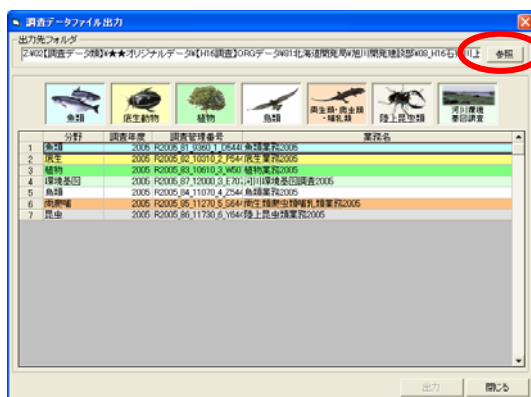 調査データファイル出力
出力先フォルダ
Z:¥02【調査データ類】¥★★オリジナルデータ¥【H16調査】ORGデータ¥81北海道開発局¥旭川開発建設部¥08_H16石狩川上 参照
魚類 底生動物 植物 鳥類 両生類・爬虫類・哺乳類 陸上昆虫類 河川環境基図調査
分野 調査年度 調査管理番号 業務名
1 魚類 2005 R2005_81_9360_1_D544 魚類業務2005
2 底生 2005 R2005_82_10310_2_P544 底生業務2005
3 植物 2005 R2005_83_10610_3_W50 植物業務2005
4 環境基図 2005 R2005_87_12000_3_E70 河川環境基図調査2005
5 鳥類 2005 R2005_84_11070_4_Z544 鳥類業務2005
6 両爬哺 2005 R2005_85_11270_5_S644 両生類爬虫類哺乳類業務2005
7 昆虫 2005 R2005_86_11730_6_Y644 陸上昆虫類業務2005
出力 閉じる